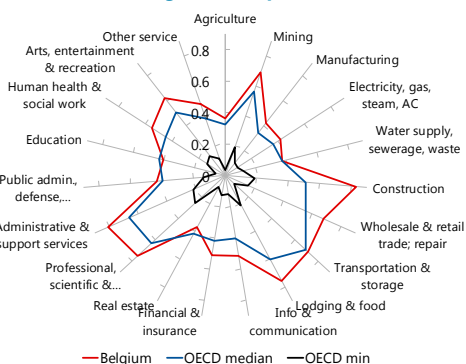 Agriculture
Other service
Mining
Arts, entertainment
& recreation
Manufacturing
Human health &
social work
Electricity, gas,
steam, AC
Education
Water supply,
sewerage, waste
0.8
0.6
0.4
0.2
0
Public admin.,
defense,...
Construction
Administrative &
support services
Wholesale & retail
trade; repair
Professional,
scientific &...
Transportation &
storage
Real estate
Financial &
insurance
Info &
communication
Lodging & food
Belgium
OECD median
OECD min